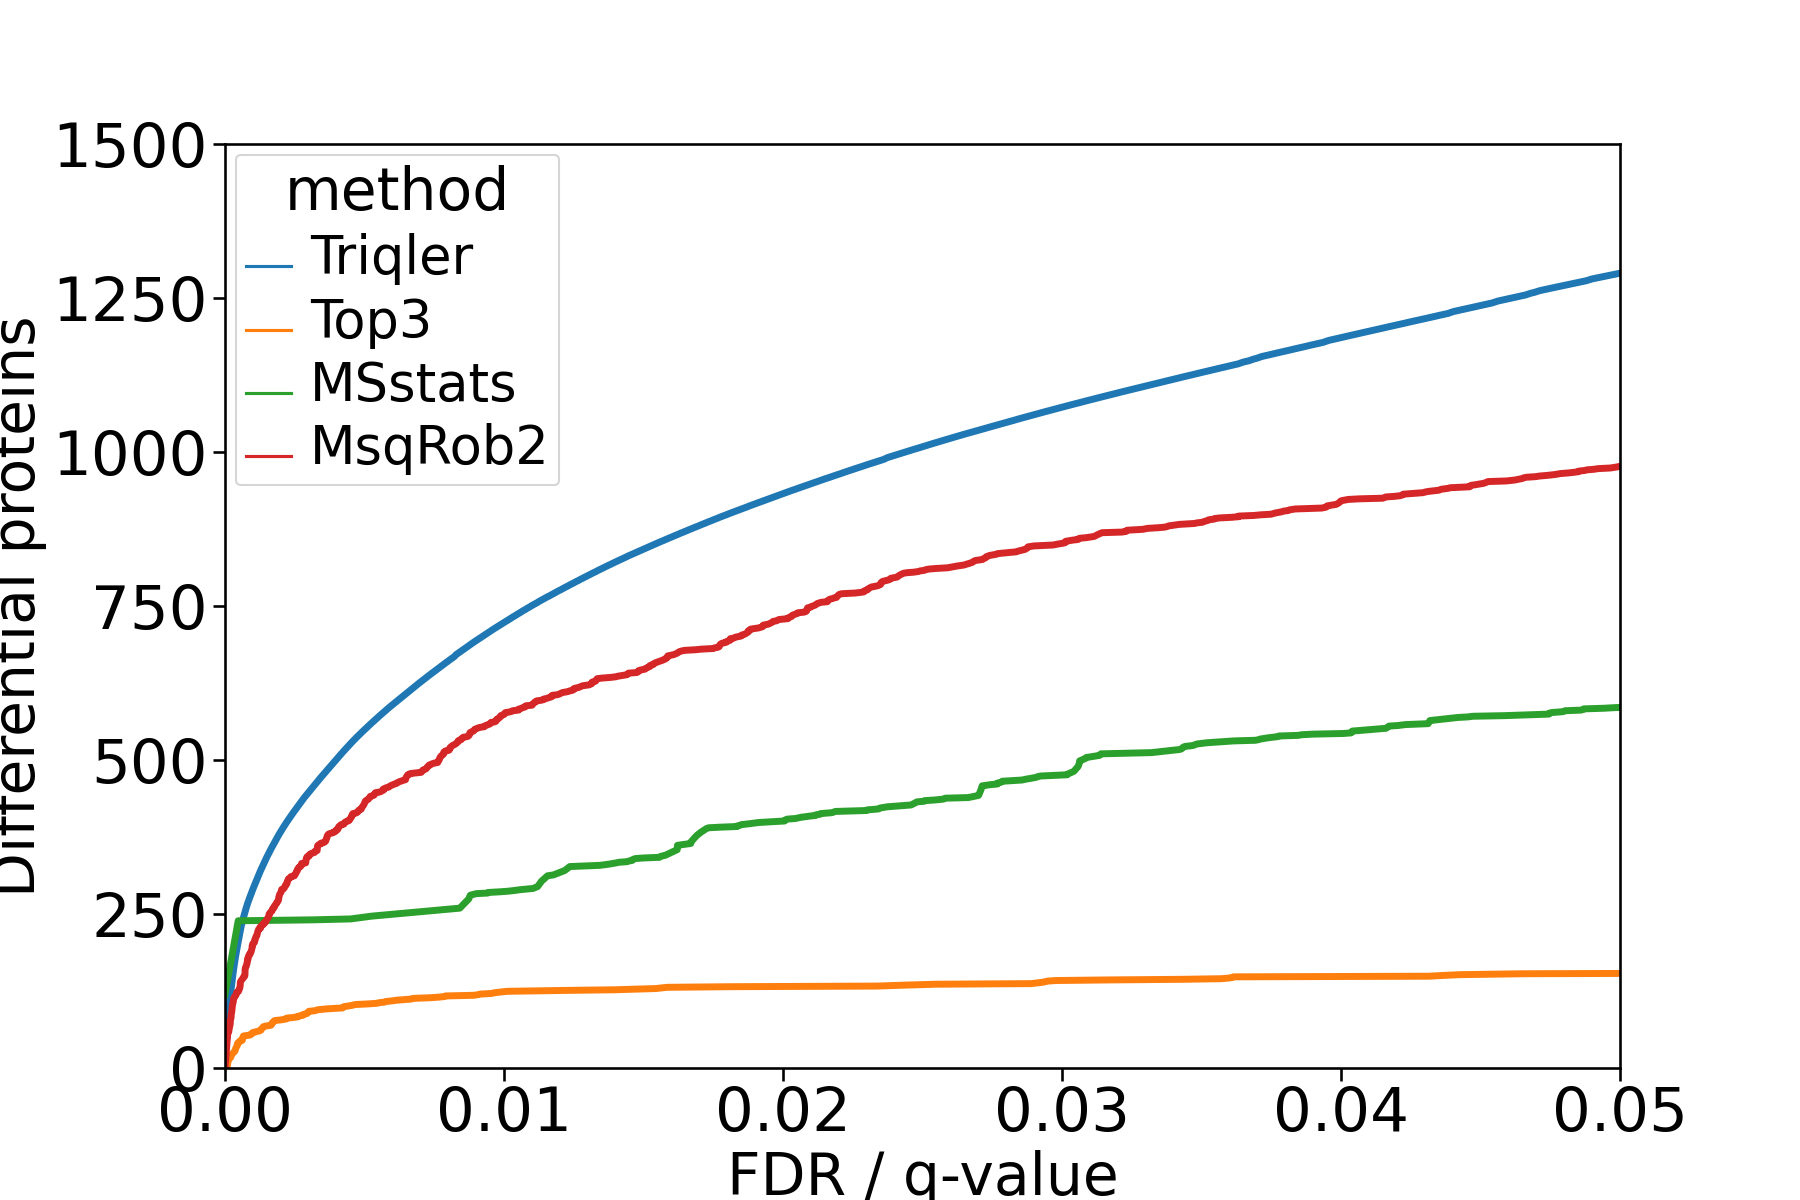 1500
1250
1000
750
500
250
0
Differential proteins
method
Triqler
Top3
MSstats
MsqRob2
0.00 0.01 0.02 0.03 0.04 0.05
FDR / q-value